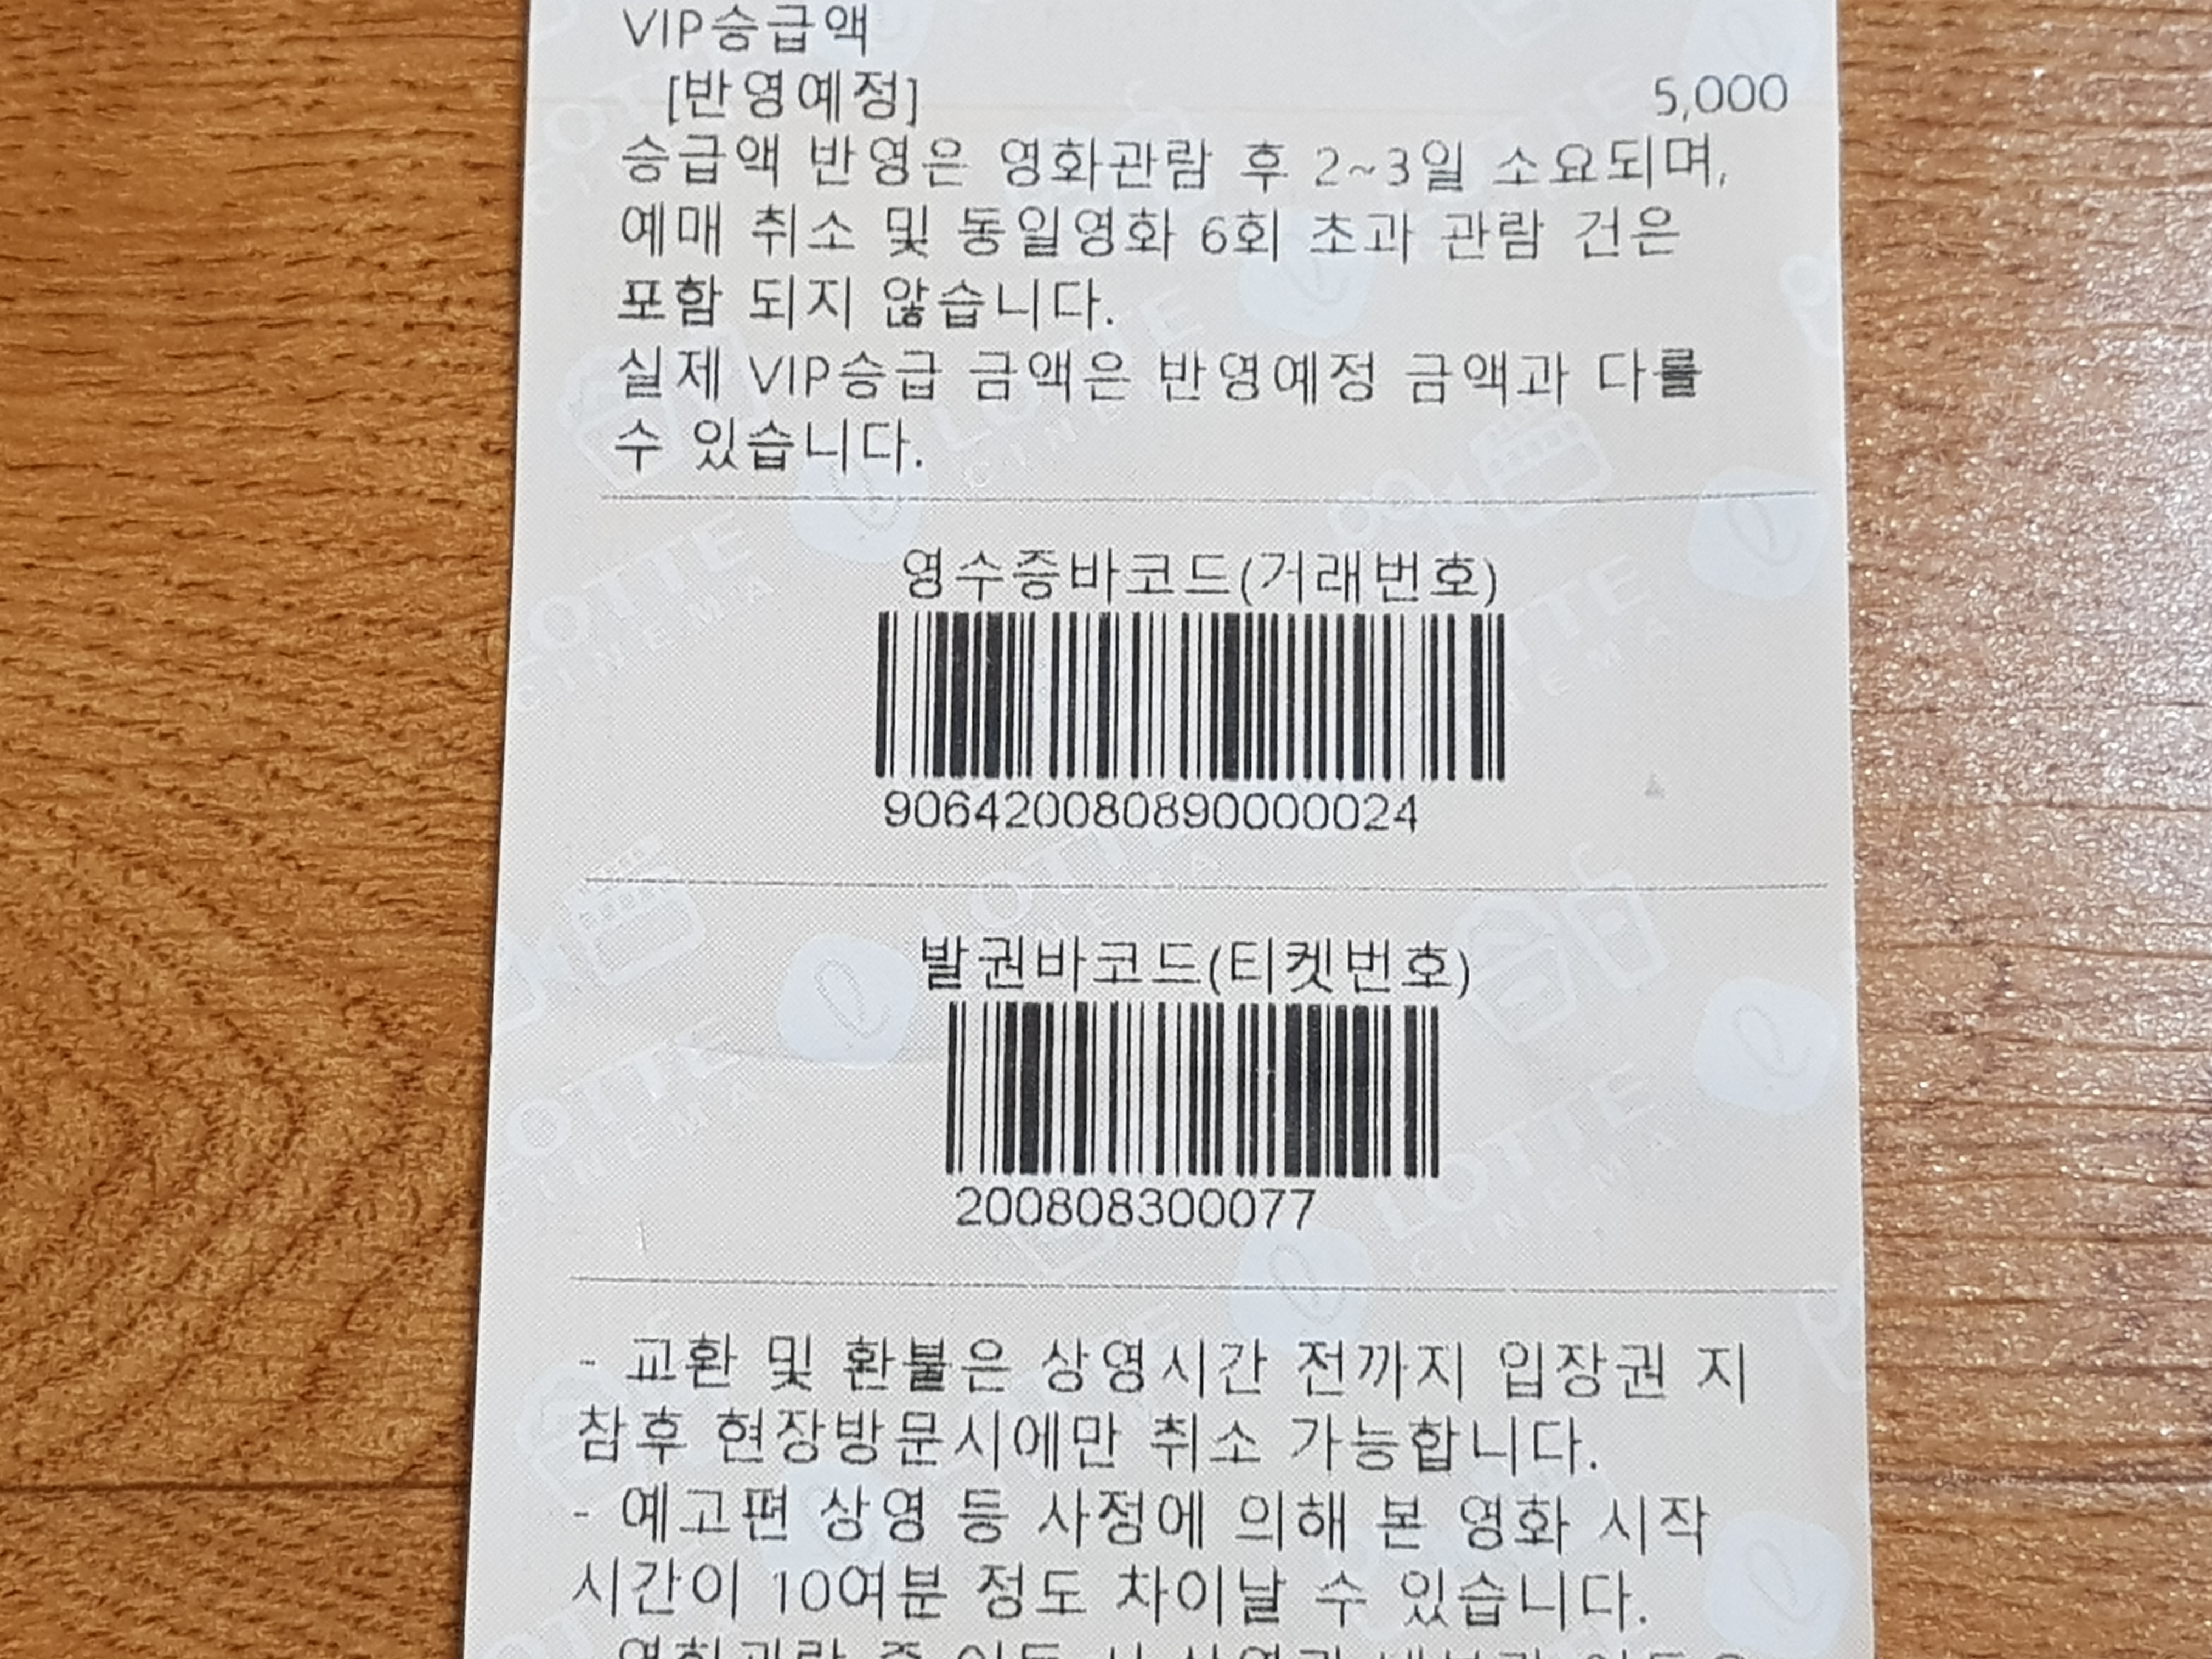 VIP승급액
[반영예정] 5,000
승급액 반영은 영화관람 후 2~3일 소요되며,
예매 취소 및 동일영화 6회 초과 관람 건은
포함 되지 않습니다.
실제 VIP승급 금액은 반영예정 금액과 다를
수 있습니다.
영수증바코드(거래번호)
906420080890000024
발권바코드(티켓번호)
200808300077
- 교환 및 환불은 상영시간 전까지 입장권 지
참후 현장방문시에만 취소 가능합니다.
- 예고편 상영 등 사정에 의해 본 영화 시작
시간이 10여분 정도 차이날 수 있습니다.